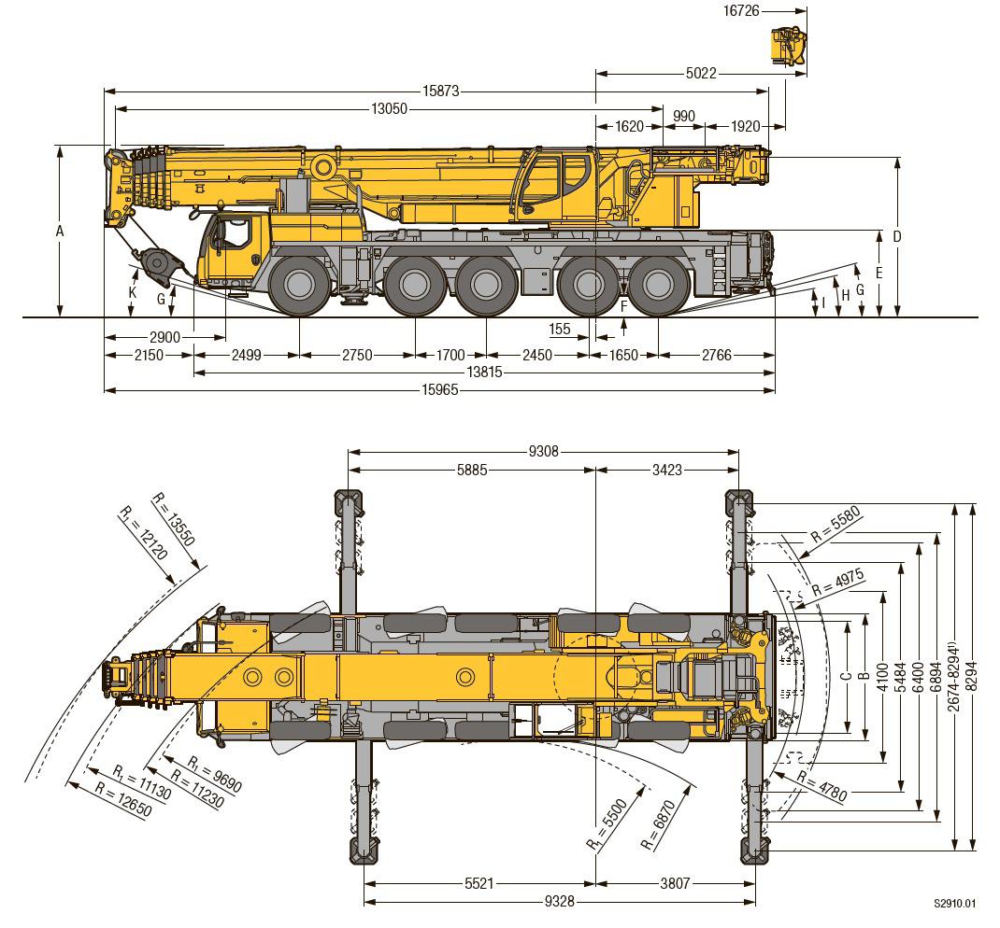 16726
5022
15873
13050
990
1620
1920
A
D
E
K
G
F
I
H
G
155
2900
2150
2499
2750
1700
2450
1650
2766
13815
15965
9308
5885
3423
R = 13550
R₁ = 12120
R = 5580
R = 4975
C
B
4100
5484
6400
6894
2674-8294¹⁾
8294
R₁ = 9690
R = 11230
R₁ = 11130
R = 12650
R₁ = 5500
R = 6870
R = 4780
5521
3807
9328
S2910.01